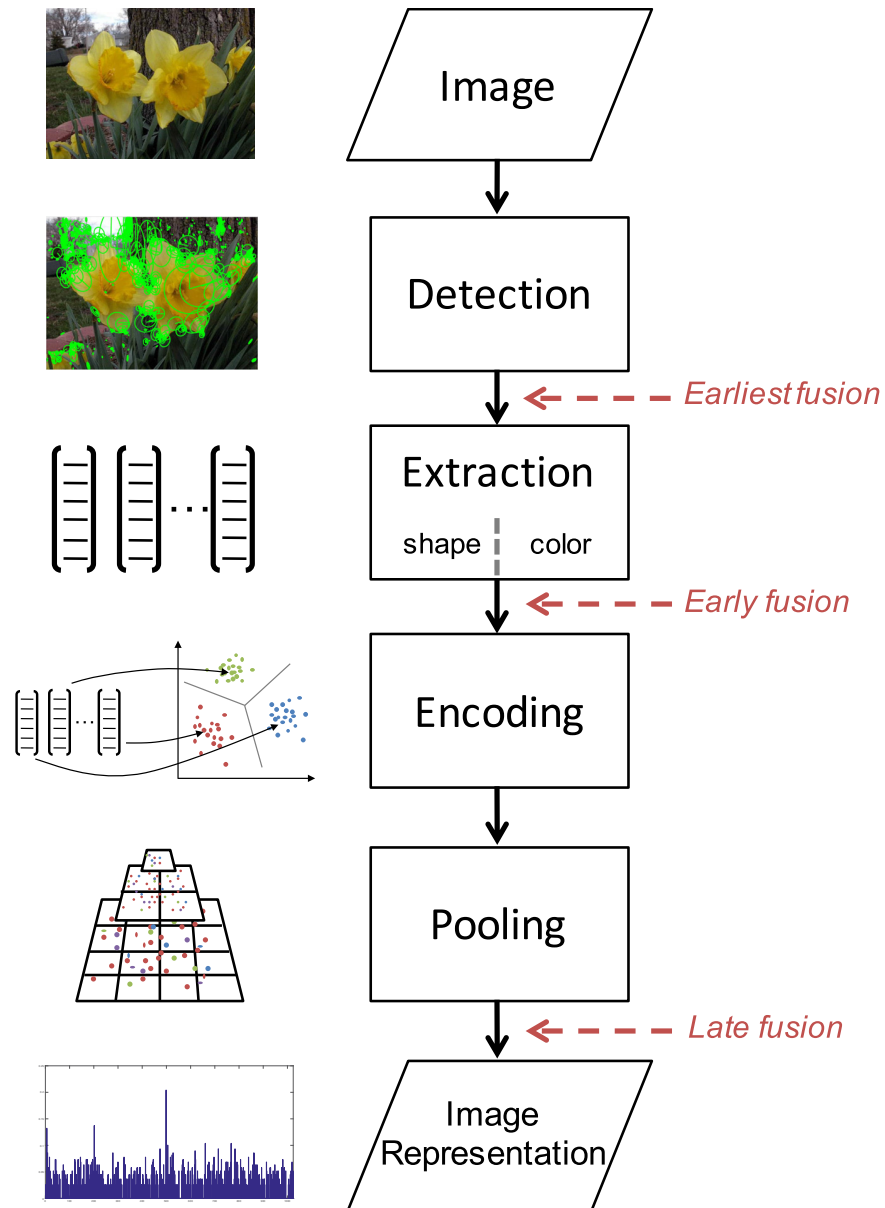 Image
Detection
Earliest fusion
Extraction
shape
color
Early fusion
Encoding
Pooling
Late fusion
Image
Representation